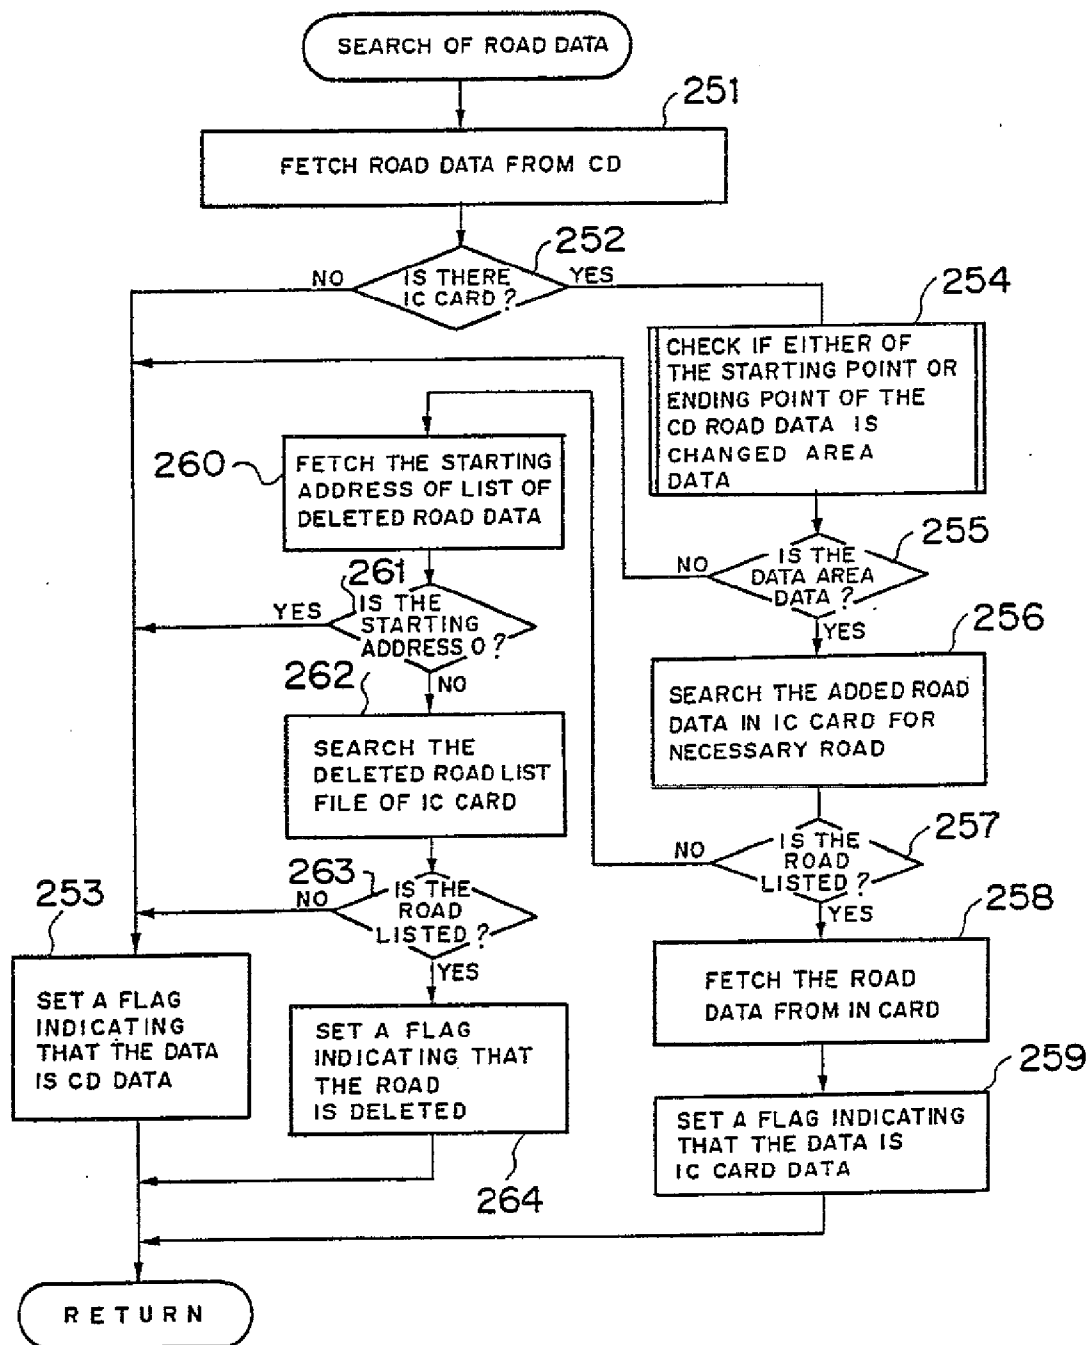 SEARCH OF ROAD DATA
251
FETCH ROAD DATA FROM CD
252
NO
IS THERE
IC CARD?
YES
254
CHECK IF EITHER OF
THE STARTING POINT OR
ENDING POINT OF THE
CD ROAD DATA IS
CHANGED AREA
DATA
260
FETCH THE STARTING
ADDRESS OF LIST OF
DELETED ROAD DATA
255
NO
IS THE
DATA AREA
DATA?
YES
261
YES
IS THE
STARTING
ADDRESS 0?
NO
256
SEARCH THE ADDED ROAD
DATA IN IC CARD FOR
NECESSARY ROAD
262
SEARCH THE
DELETED ROAD LIST
FILE OF IC CARD
257
NO
IS THE
ROAD
LISTED?
YES
263
NO
IS THE
ROAD
LISTED?
YES
258
FETCH THE ROAD
DATA FROM IN CARD
253
SET A FLAG
INDICATING
THAT THE DATA
IS CD DATA
SET A FLAG
INDICATING THAT
THE ROAD
IS DELETED
264
259
SET A FLAG INDICATING
THAT THE DATA IS
IC CARD DATA
RETURN